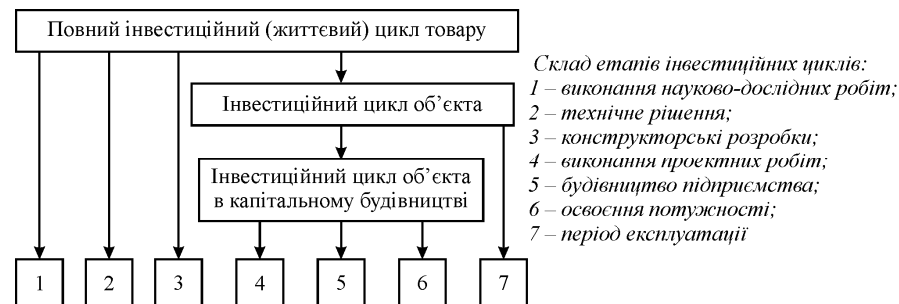 Повний інвестиційний (життєвий) цикл товару
Інвестиційний цикл об’єкта
Інвестиційний цикл об’єкта
в капітальному будівництві
1 2 3 4 5 6 7
Склад етапів інвестиційних циклів:
1 – виконання науково-дослідних робіт;
2 – технічне рішення;
3 – конструкторські розробки;
4 – виконання проектних робіт;
5 – будівництво підприємства;
6 – освоєння потужності;
7 – період експлуатації